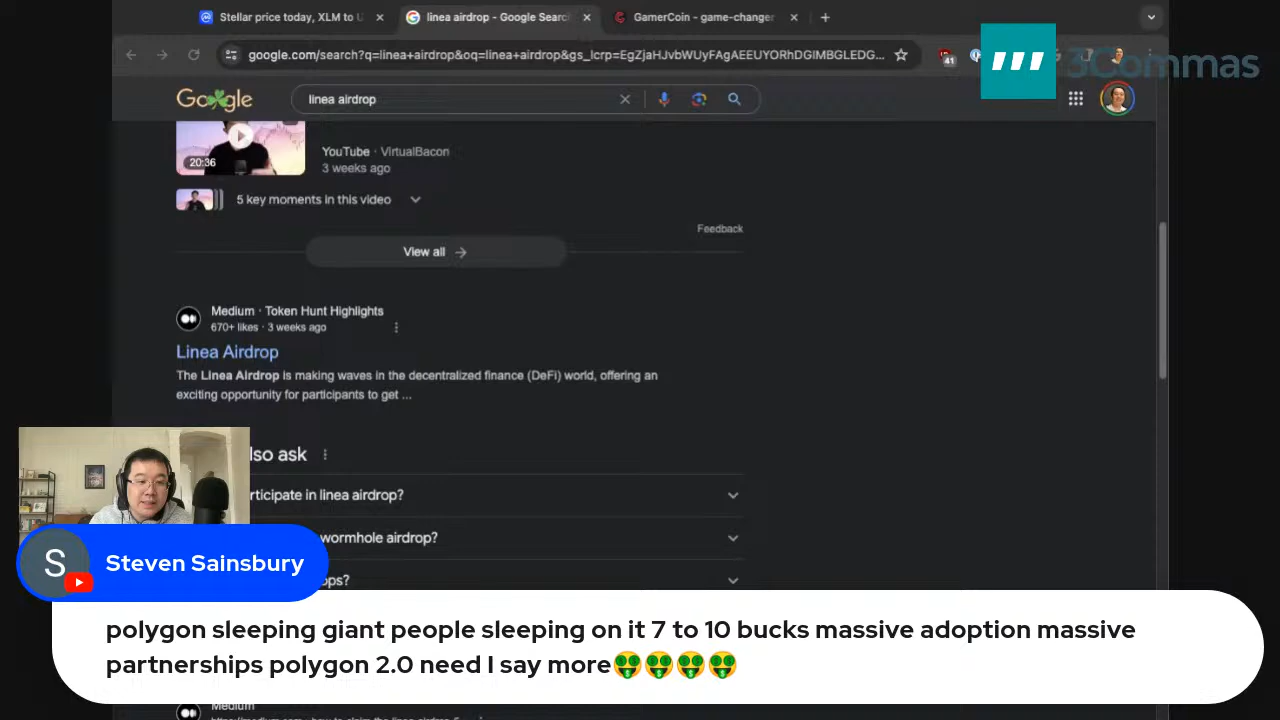 Stellar price today, XLM to U
linea airdrop - Google Searc
GamerCoin - game-changer
google.com/search?q=linea+airdrop&oq=linea+airdrop&gs_lcrp=EgZjaHJvbWUyFAgAEEUYORhDGIMBGLEDG...
41
3Commas
Google
linea airdrop
20:36
YouTube · VirtualBacon
3 weeks ago
5 key moments in this video
Feedback
View all
Medium · Token Hunt Highlights
670+ likes · 3 weeks ago
Linea Airdrop
The Linea Airdrop is making waves in the decentralized finance (DeFi) world, offering an
exciting opportunity for participants to get ...
lso ask
rticipate in linea airdrop?
wormhole airdrop?
ops?
S
Steven Sainsbury
polygon sleeping giant people sleeping on it 7 to 10 bucks massive adoption massive
partnerships polygon 2.0 need I say more🤑🤑🤑🤑
Medium